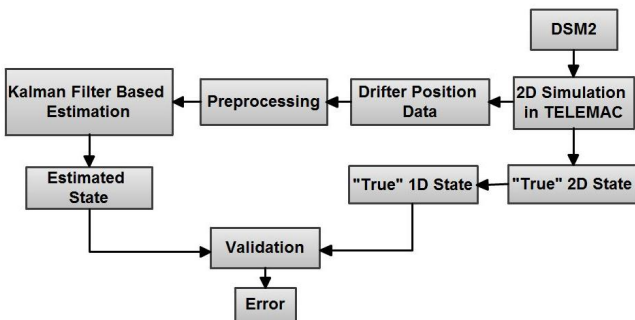 DSM2
Kalman Filter Based
Estimation
Preprocessing
Drifter Position
Data
2D Simulation
in TELEMAC
Estimated
State
"True" 1D State
"True" 2D State
Validation
Error